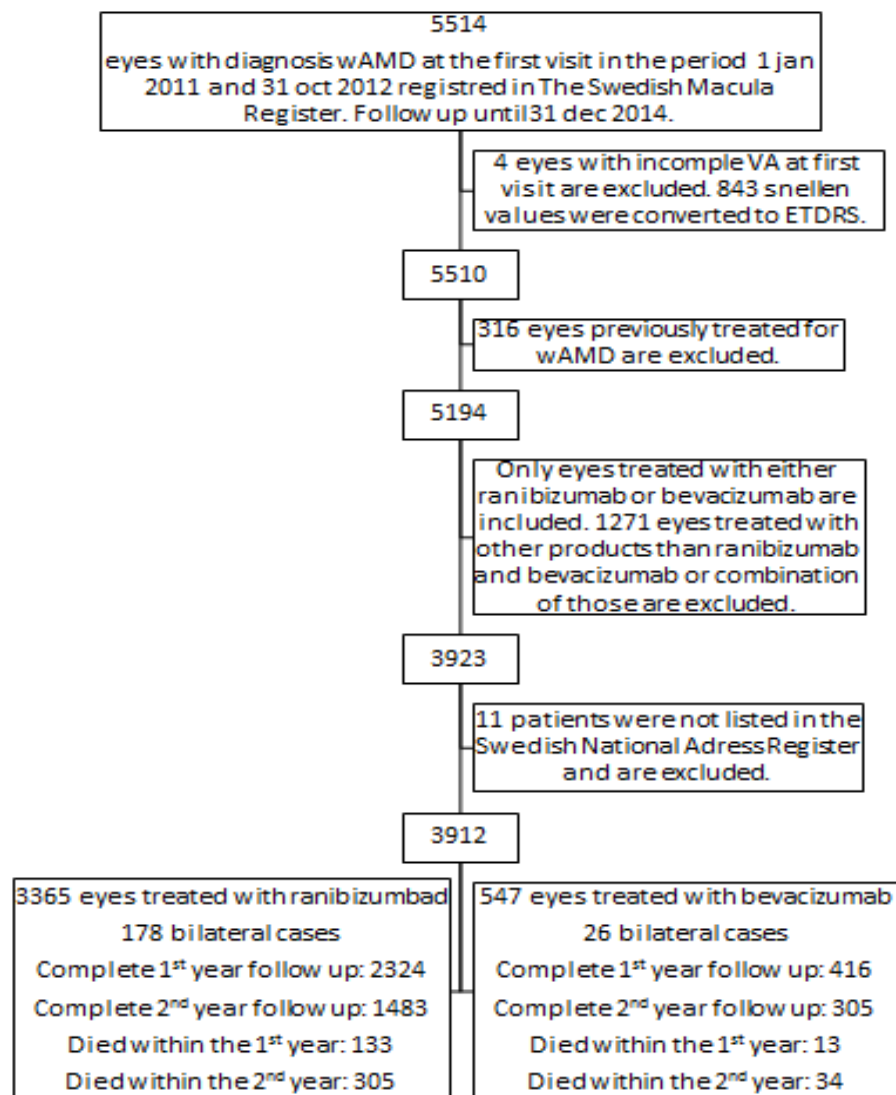 5514
eyes with diagnosis wAMD at the first visit in the period 1 jan
2011 and 31 oct 2012 registred in The Swedish Macula
Register. Follow up until 31 dec 2014.
4 eyes with incomple VA at first
visit are excluded. 843 snellen
values were converted to ETDRS.
5510
316 eyes previously treated for
wAMD are excluded.
5194
Only eyes treated with either
ranibizumab or bevacizumab are
included. 1271 eyes treated with
other products than ranibizumab
and bevacizumab or combination
of those are excluded.
3923
11 patients were not listed in the
Swedish National Adress Register
and are excluded.
3912
3365 eyes treated with ranibizumbad
178 bilateral cases
Complete 1st year follow up: 2324
Complete 2nd year follow up: 1483
Died within the 1st year: 133
Died within the 2nd year: 305
547 eyes treated with bevacizumab
26 bilateral cases
Complete 1st year follow up: 416
Complete 2nd year follow up: 305
Died within the 1st year: 13
Died within the 2nd year: 34